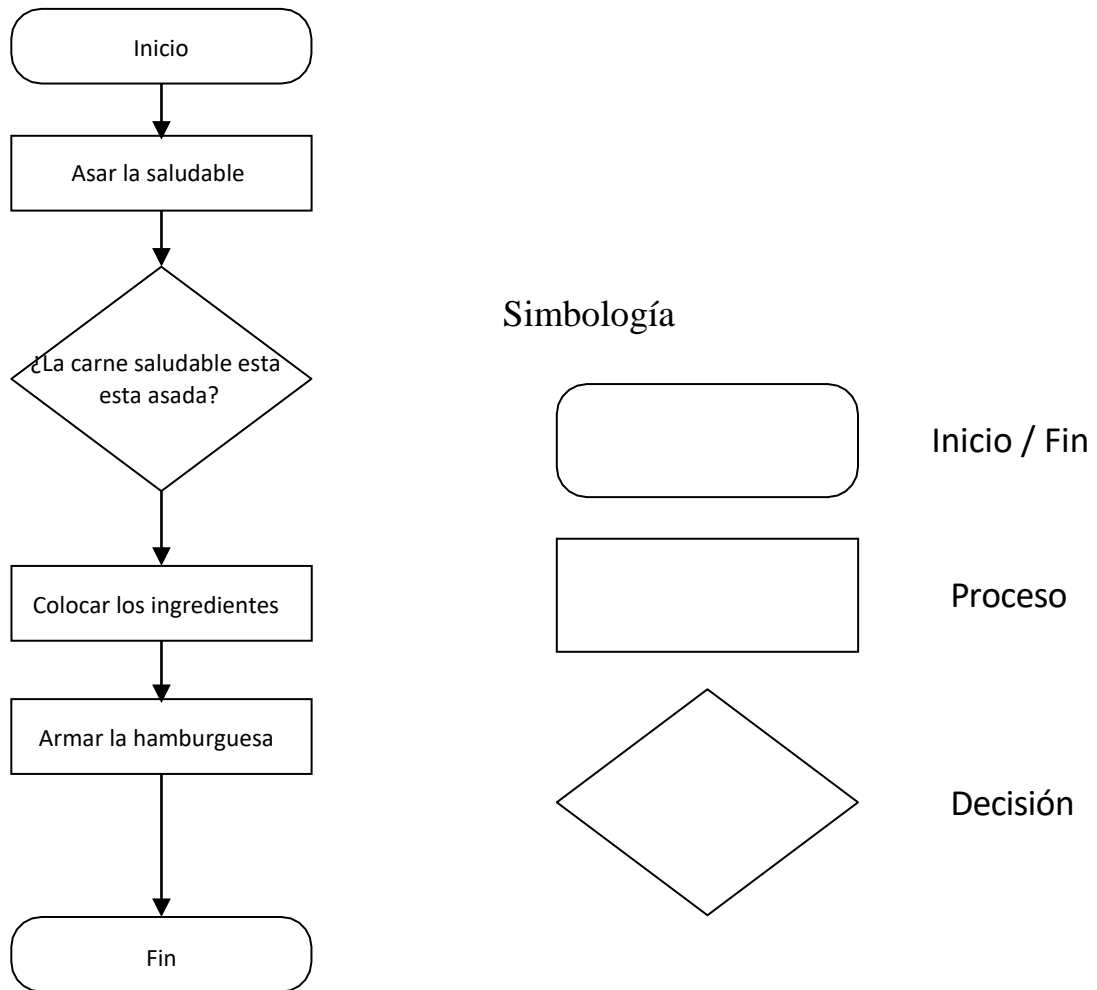 Inicio
Asar la saludable
¿La carne saludable esta
esta asada?
Colocar los ingredientes
Armar la hamburguesa
Fin
Simbología
Inicio / Fin
Proceso
Decisión